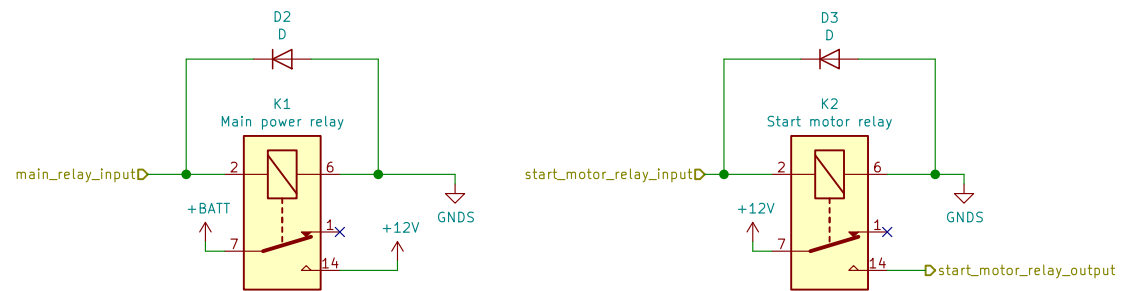 D2
D
K1
Main power relay
main_relay_input
2
6
GNDS
+BATT
1
+12V
7
14
D3
D
K2
Start motor relay
start_motor_relay_input
2
6
GNDS
+12V
1
7
14
start_motor_relay_output